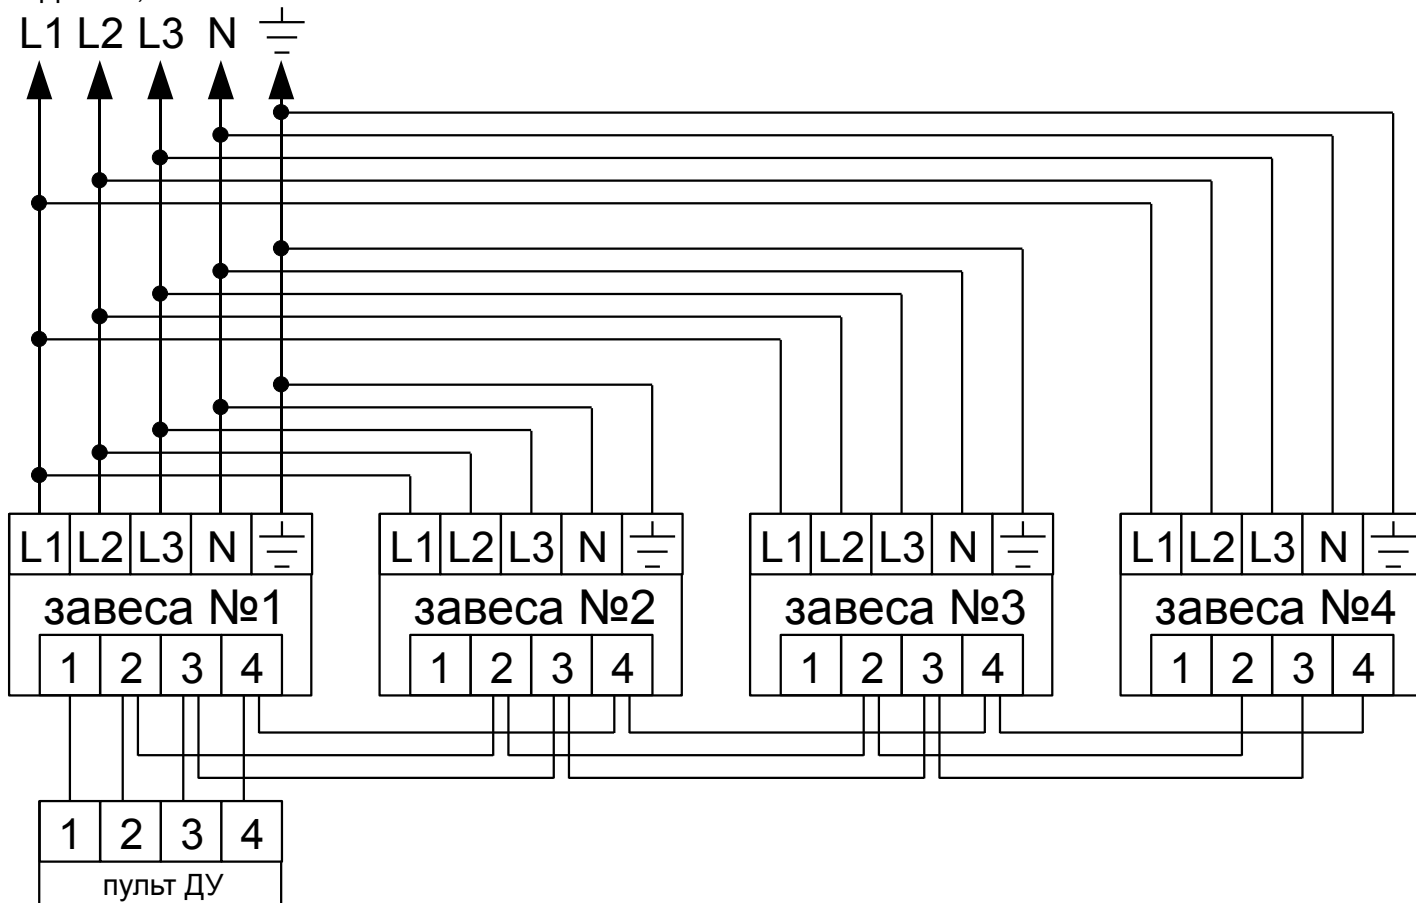 L1 L2 L3 N
L1 L2 L3 N L1 L2 L3 N L1 L2 L3 N L1 L2 L3 N
завеса №1 завеса №2 завеса №3 завеса №4
1 2 3 4 1 2 3 4 1 2 3 4 1 2 3 4
1 2 3 4
пульт ДУ